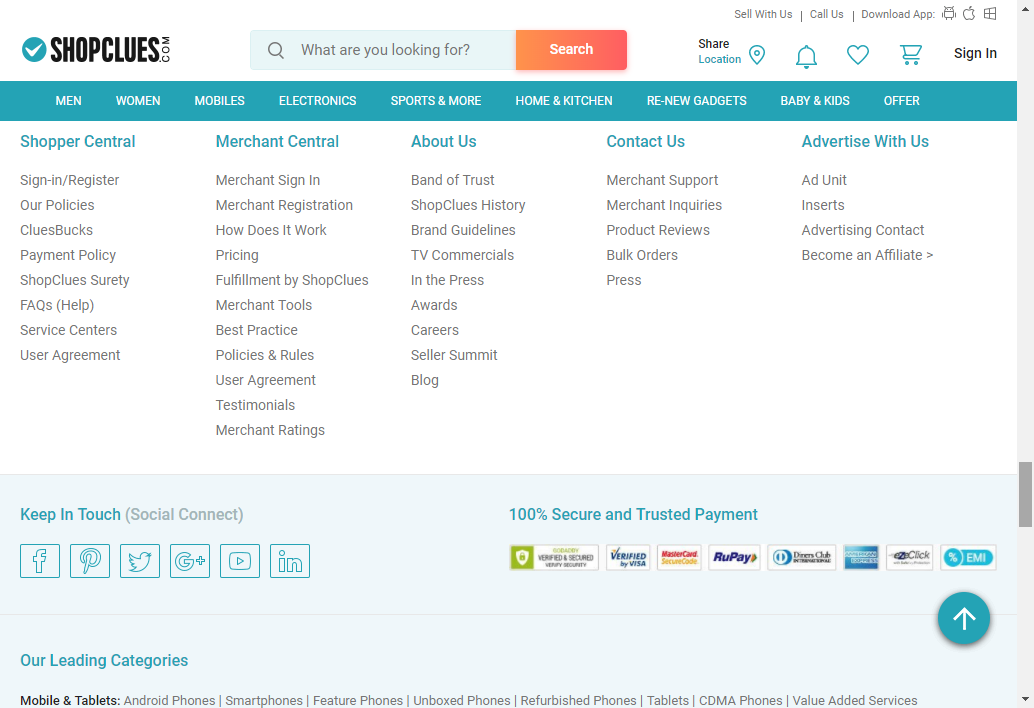 Sell With Us | Call Us | Download App:
SHOPCLUES.COM
What are you looking for?
Search
Share
Location
Sign In
MEN WOMEN MOBILES ELECTRONICS SPORTS & MORE HOME & KITCHEN RE-NEW GADGETS BABY & KIDS OFFER
Shopper Central
Sign-in/Register
Our Policies
CluesBucks
Payment Policy
ShopClues Surety
FAQs (Help)
Service Centers
User Agreement
Merchant Central
Merchant Sign In
Merchant Registration
How Does It Work
Pricing
Fulfillment by ShopClues
Merchant Tools
Best Practice
Policies & Rules
User Agreement
Testimonials
Merchant Ratings
About Us
Band of Trust
ShopClues History
Brand Guidelines
TV Commercials
In the Press
Awards
Careers
Seller Summit
Blog
Contact Us
Merchant Support
Merchant Inquiries
Product Reviews
Bulk Orders
Press
Advertise With Us
Ad Unit
Inserts
Advertising Contact
Become an Affiliate >
Keep In Touch (Social Connect)
100% Secure and Trusted Payment
GODADDY
VERIFIED & SECURED
VERIFY SECURITY
VERIFIED
by VISA
MasterCard.
SecureCode.
RuPay
Diners Club
INTERNATIONAL
AMERICAN
EXPRESS
ezeClick
% EMI
Our Leading Categories
Mobile & Tablets: Android Phones | Smartphones | Feature Phones | Unboxed Phones | Refurbished Phones | Tablets | CDMA Phones | Value Added Services